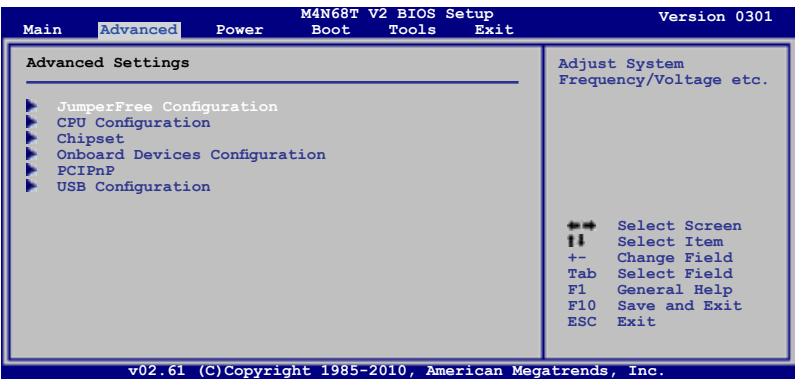 M4N68T V2 BIOS Setup Version 0301
Main Advanced Power Boot Tools Exit
Advanced Settings
JumperFree Configuration
CPU Configuration
Chipset
Onboard Devices Configuration
PCIPnP
USB Configuration
Adjust System
Frequency/Voltage etc.
←→ Select Screen
↑↓ Select Item
+- Change Field
Tab Select Field
F1 General Help
F10 Save and Exit
ESC Exit
v02.61 (C)Copyright 1985-2010, American Megatrends, Inc.